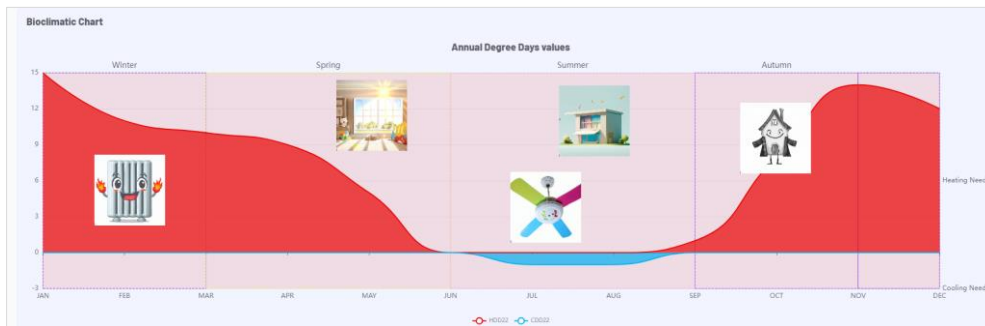 Bioclimatic Chart
Annual Degree Days values
Winter Spring Summer Autumn
15
12
9
6
3
0
-3
Heating Need
Cooling Need
JAN FEB MAR APR MAY JUN JUL AUG SEP OCT NOV DEC
HDD22 CDD22